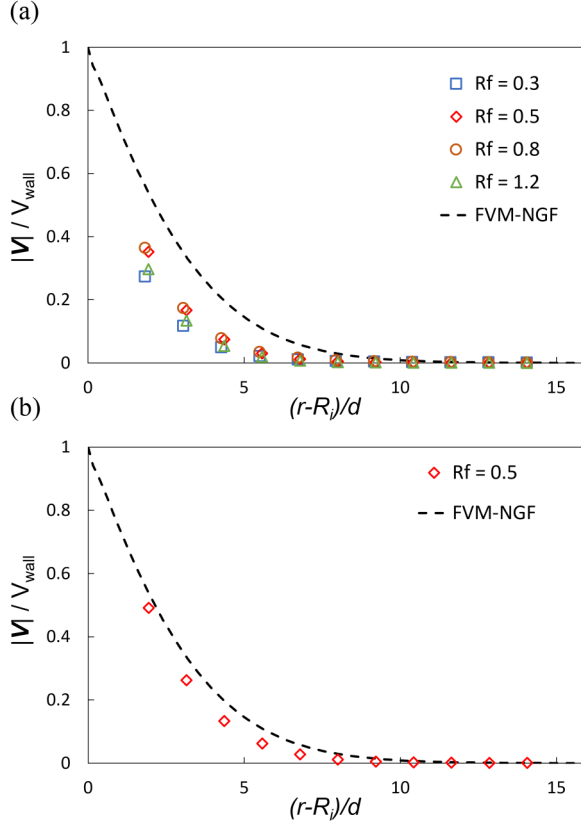 (a)
1
0.8
0.6
0.4
0.2
0
|V| / Vwall
Rf = 0.3
Rf = 0.5
Rf = 0.8
Rf = 1.2
FVM-NGF
0 5 10 15
(r-Ri)/d
(b)
1
0.8
0.6
0.4
0.2
0
|V| / Vwall
Rf = 0.5
FVM-NGF
0 5 10 15
(r-Ri)/d